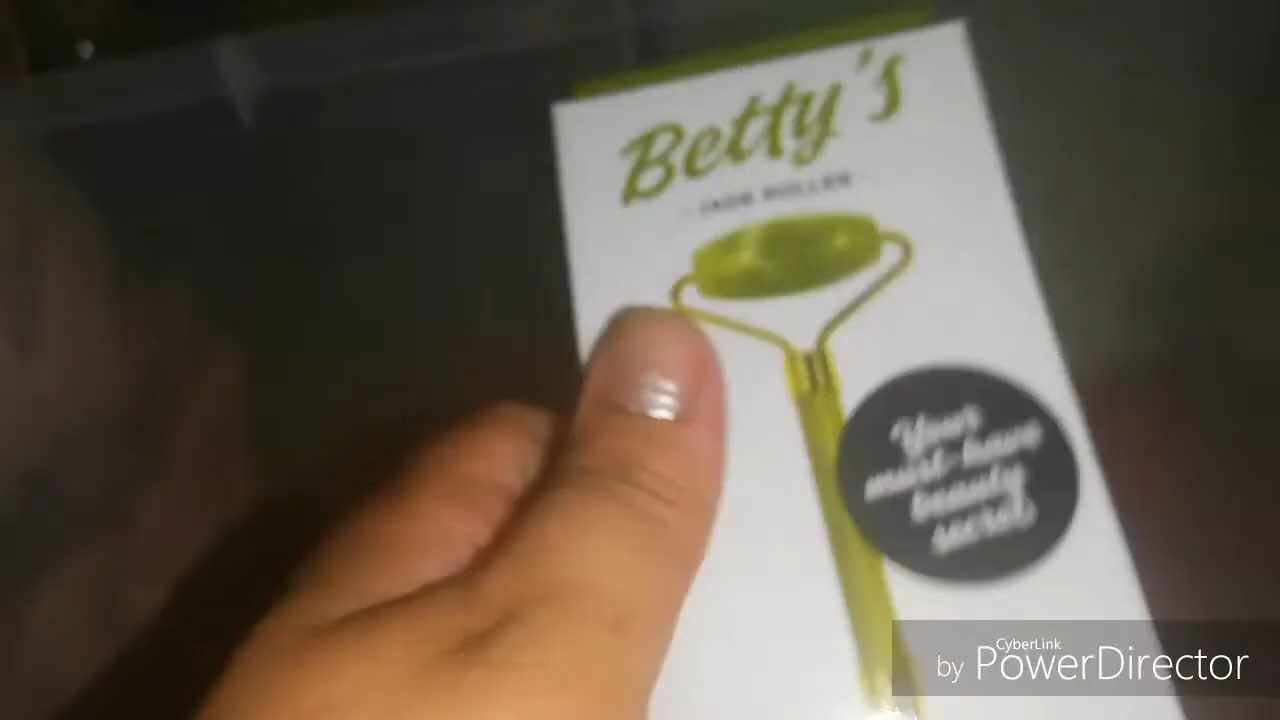 Betty's
- JADE ROLLER -
Your
must-have
beauty
secret
CyberLink
by PowerDirector